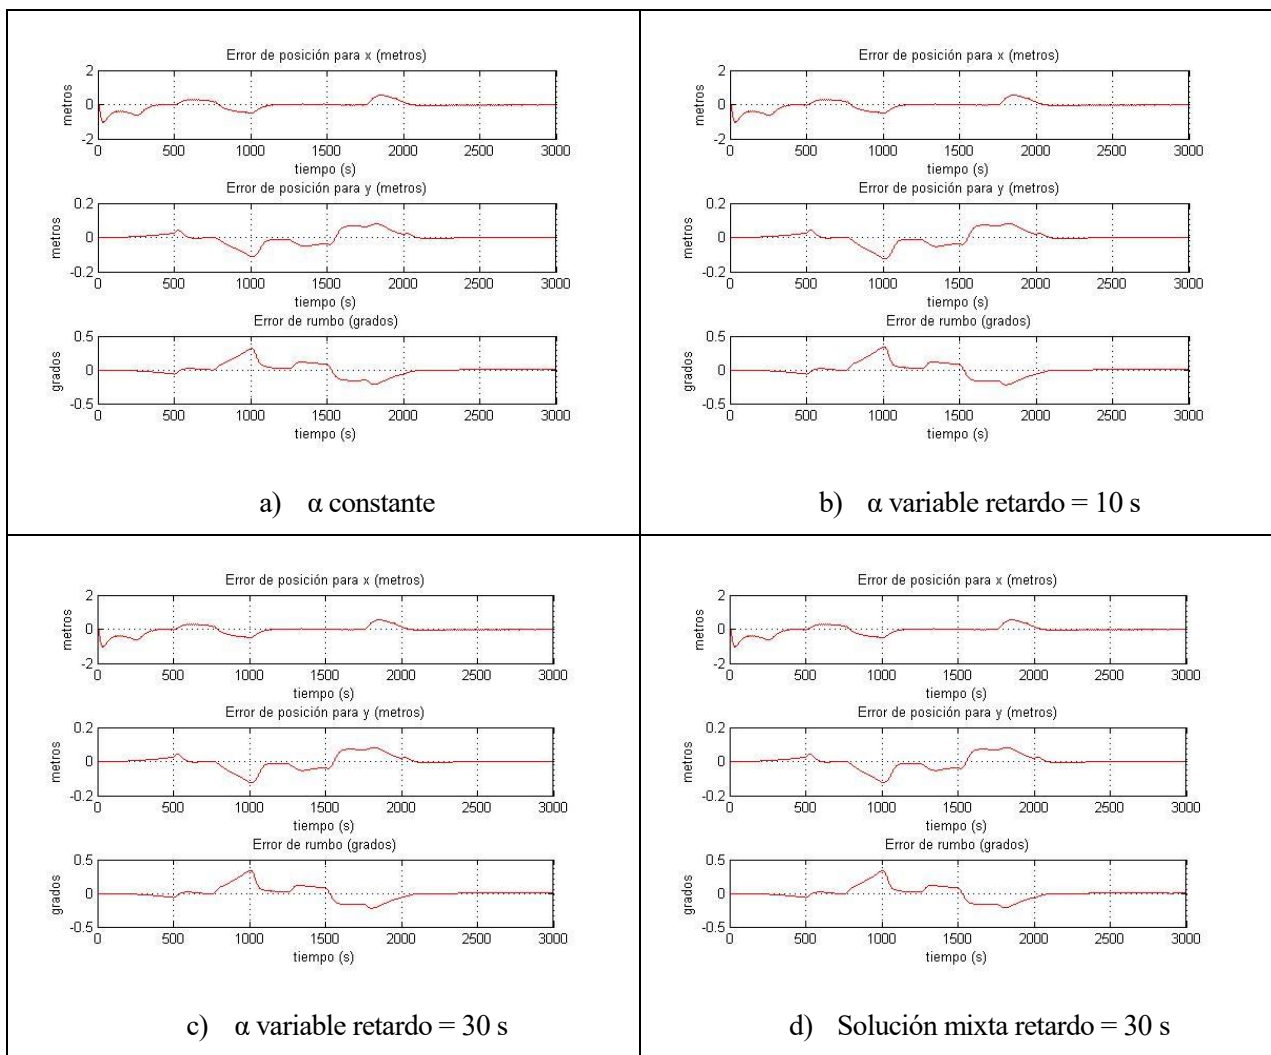 Error de posición para x (metros)
metros
2
0
-2
0 500 1000 1500 2000 2500 3000
tiempo (s)
Error de posición para y (metros)
metros
0.2
0
-0.2
0 500 1000 1500 2000 2500 3000
tiempo (s)
Error de rumbo (grados)
grados
0.5
0
-0.5
0 500 1000 1500 2000 2500 3000
tiempo (s)
a) α constante
Error de posición para x (metros)
metros
2
0
-2
0 500 1000 1500 2000 2500 3000
tiempo (s)
Error de posición para y (metros)
metros
0.2
0
-0.2
0 500 1000 1500 2000 2500 3000
tiempo (s)
Error de rumbo (grados)
grados
0.5
0
-0.5
0 500 1000 1500 2000 2500 3000
tiempo (s)
b) α variable retardo = 10 s
Error de posición para x (metros)
metros
2
0
-2
0 500 1000 1500 2000 2500 3000
tiempo (s)
Error de posición para y (metros)
metros
0.2
0
-0.2
0 500 1000 1500 2000 2500 3000
tiempo (s)
Error de rumbo (grados)
grados
0.5
0
-0.5
0 500 1000 1500 2000 2500 3000
tiempo (s)
c) α variable retardo = 30 s
Error de posición para x (metros)
metros
2
0
-2
0 500 1000 1500 2000 2500 3000
tiempo (s)
Error de posición para y (metros)
metros
0.2
0
-0.2
0 500 1000 1500 2000 2500 3000
tiempo (s)
Error de rumbo (grados)
grados
0.5
0
-0.5
0 500 1000 1500 2000 2500 3000
tiempo (s)
d) Solución mixta retardo = 30 s